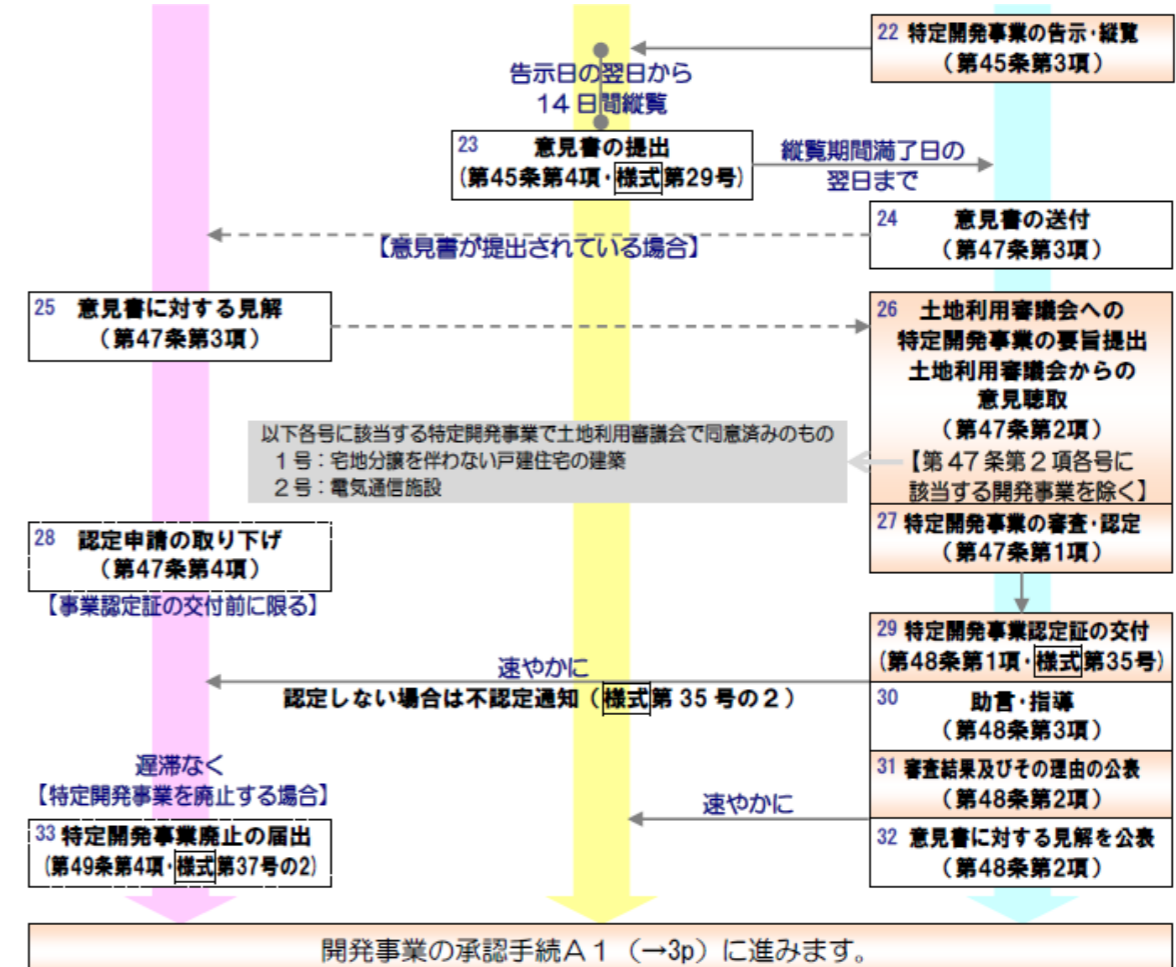 22 特定開発事業の告示・縦覧
（第45条第3項）
告示日の翌日から
14日間縦覧
23 意見書の提出
(第45条第4項・様式第29号)
縦覧期間満了日の
翌日まで
24 意見書の送付
（第47条第3項）
【意見書が提出されている場合】
25 意見書に対する見解
（第47条第3項）
26 土地利用審議会への
特定開発事業の要旨提出
土地利用審議会からの
意見聴取
（第47条第2項）
【第47条第2項各号に
該当する開発事業を除く】
以下各号に該当する特定開発事業で土地利用審議会で同意済みのもの
1号：宅地分譲を伴わない戸建住宅の建築
2号：電気通信施設
27 特定開発事業の審査・認定
（第47条第1項）
28 認定申請の取り下げ
（第47条第4項）
【事業認定証の交付前に限る】
29 特定開発事業認定証の交付
(第48条第1項・様式第35号)
速やかに
認定しない場合は不認定通知（様式第35号の2）
30 助言・指導
（第48条第3項）
31 審査結果及びその理由の公表
（第48条第2項）
速やかに
32 意見書に対する見解を公表
（第48条第2項）
遅滞なく
【特定開発事業を廃止する場合】
33 特定開発事業廃止の届出
(第49条第4項・様式第37号の2)
開発事業の承認手続A1（→3p）に進みます。